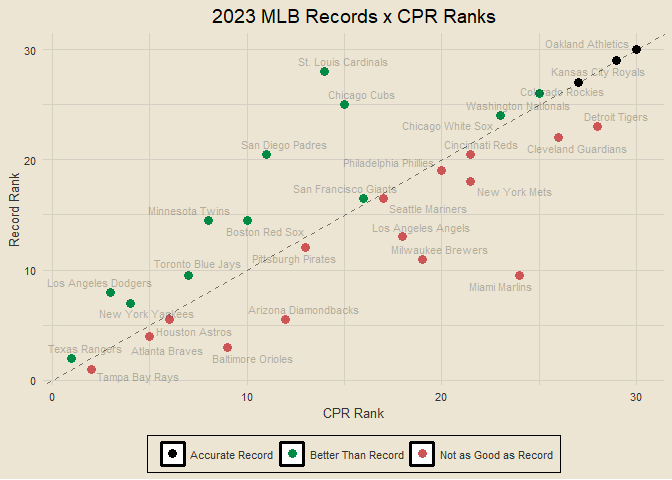 2023 MLB Records x CPR Ranks
30
Oakland Athletics
St. Louis Cardinals
Kansas City Royals
Chicago Cubs
Colorado Rockies
Washington Nationals
Detroit Tigers
Chicago White Sox
San Diego Padres
Cincinnati Reds
Cleveland Guardians
20
Philadelphia Phillies
San Francisco Giants
New York Mets
Minnesota Twins
Seattle Mariners
Boston Red Sox
Los Angeles Angels
Milwaukee Brewers
Pittsburgh Pirates
Toronto Blue Jays
10
Los Angeles Dodgers
Miami Marlins
New York Yankees
Arizona Diamondbacks
Houston Astros
Texas Rangers
Atlanta Braves
Baltimore Orioles
Tampa Bay Rays
0
Record Rank
0
10
20
30
CPR Rank
Accurate Record
Better Than Record
Not as Good as Record